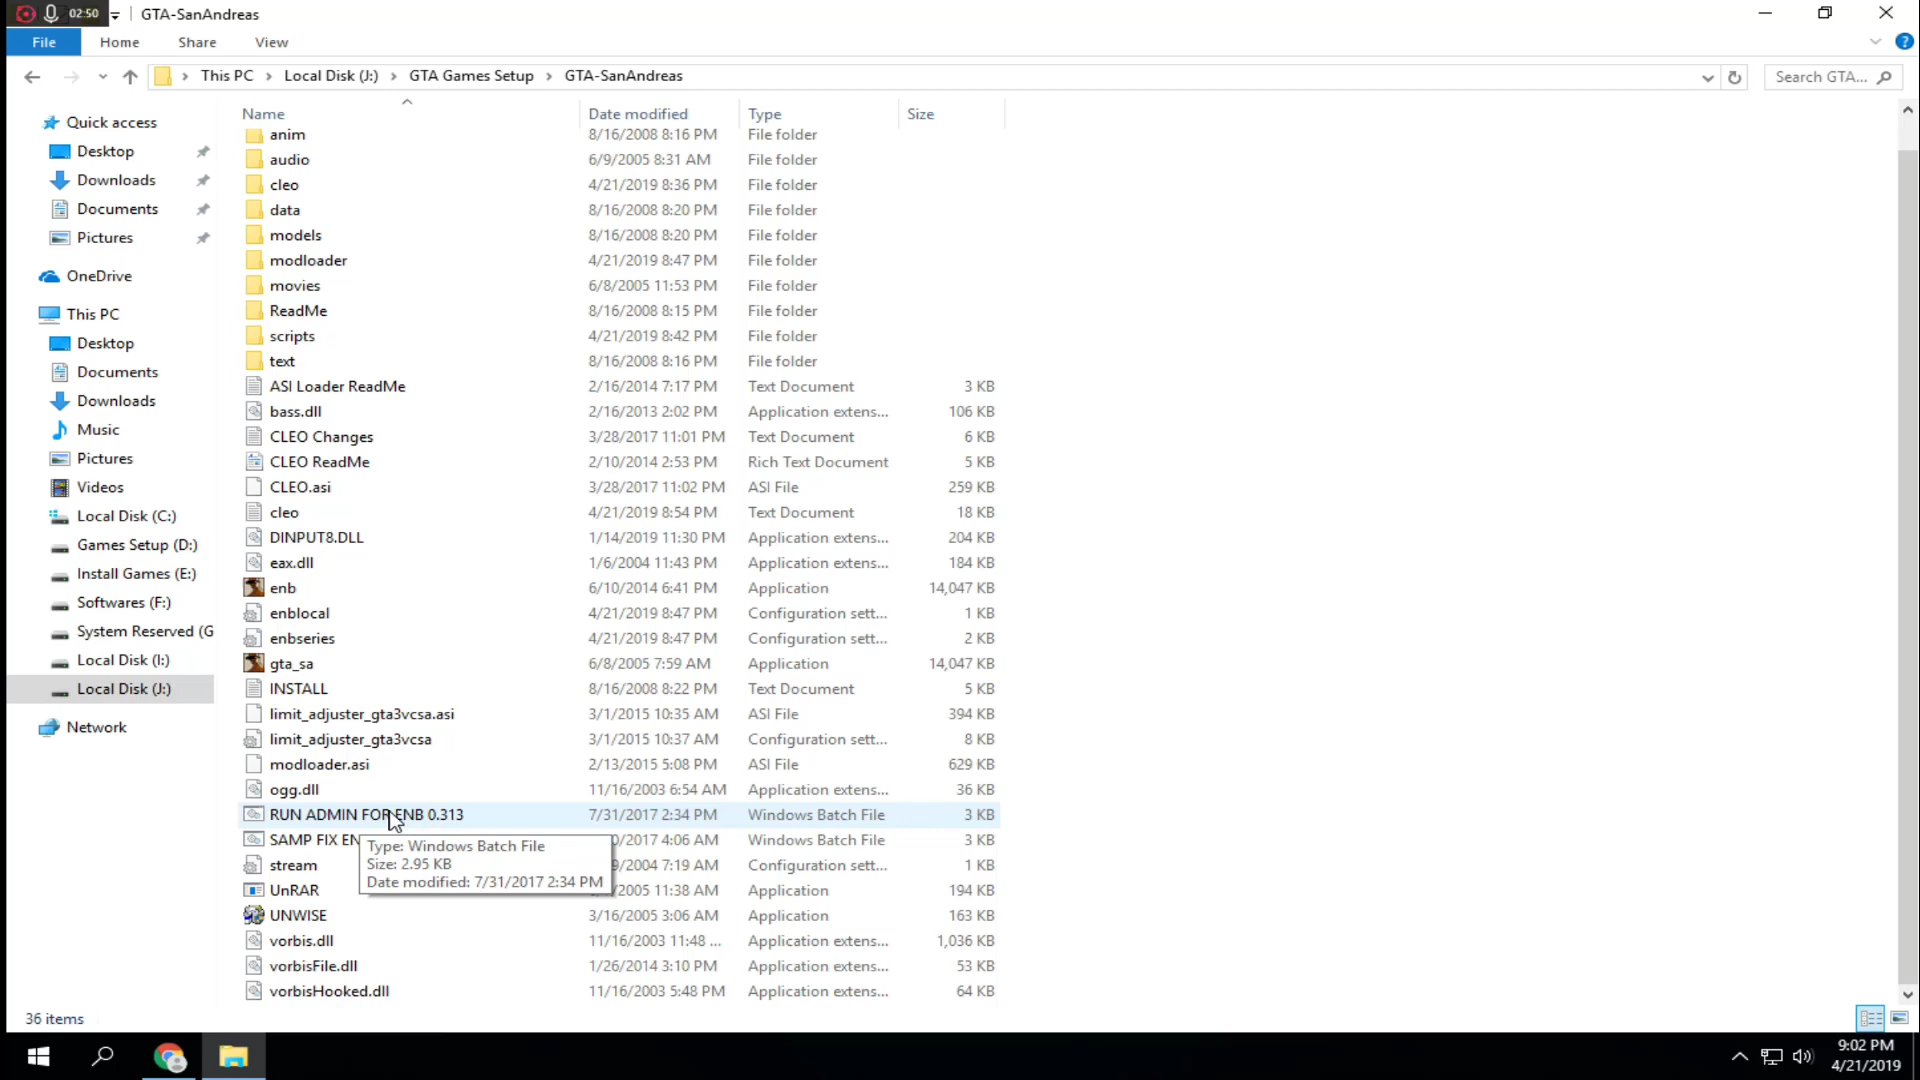 02:50 GTA-SanAndreas
File Home Share View
This PC Local Disk (J:) GTA Games Setup GTA-SanAndreas Search GTA...
Name Date modified Type Size
Quick access
Desktop
Downloads
Documents
Pictures
OneDrive
This PC
Desktop
Documents
Downloads
Music
Pictures
Videos
Local Disk (C:)
Games Setup (D:)
Install Games (E:)
Softwares (F:)
System Reserved (G
Local Disk (I:)
Local Disk (J:)
Network
anim 8/16/2008 8:16 PM File folder
audio 6/9/2005 8:31 AM File folder
cleo 4/21/2019 8:36 PM File folder
data 8/16/2008 8:20 PM File folder
models 8/16/2008 8:20 PM File folder
modloader 4/21/2019 8:47 PM File folder
movies 6/8/2005 11:53 PM File folder
ReadMe 8/16/2008 8:15 PM File folder
scripts 4/21/2019 8:42 PM File folder
text 8/16/2008 8:16 PM File folder
ASI Loader ReadMe 2/16/2014 7:17 PM Text Document 3 KB
bass.dll 2/16/2013 2:02 PM Application extens... 106 KB
CLEO Changes 3/28/2017 11:01 PM Text Document 6 KB
CLEO ReadMe 2/10/2014 2:53 PM Rich Text Document 5 KB
CLEO.asi 3/28/2017 11:02 PM ASI File 259 KB
cleo 4/21/2019 8:54 PM Text Document 18 KB
DINPUT8.DLL 1/14/2019 11:30 PM Application extens... 204 KB
eax.dll 1/6/2004 11:43 PM Application extens... 184 KB
enb 6/10/2014 6:41 PM Application 14,047 KB
enblocal 4/21/2019 8:47 PM Configuration sett... 1 KB
enbseries 4/21/2019 8:47 PM Configuration sett... 2 KB
gta_sa 6/8/2005 7:59 AM Application 14,047 KB
INSTALL 8/16/2008 8:22 PM Text Document 5 KB
limit_adjuster_gta3vcsa.asi 3/1/2015 10:35 AM ASI File 394 KB
limit_adjuster_gta3vcsa 3/1/2015 10:37 AM Configuration sett... 8 KB
modloader.asi 2/13/2015 5:08 PM ASI File 629 KB
ogg.dll 11/16/2003 6:54 AM Application extens... 36 KB
RUN ADMIN FOR ENB 0.313 7/31/2017 2:34 PM Windows Batch File 3 KB
SAMP FIX EN 0/2017 4:06 AM Windows Batch File 3 KB
stream 9/2004 7:19 AM Configuration sett... 1 KB
UnRAR /2005 11:38 AM Application 194 KB
UNWISE 3/16/2005 3:06 AM Application 163 KB
vorbis.dll 11/16/2003 11:48 ... Application extens... 1,036 KB
vorbisFile.dll 1/26/2014 3:10 PM Application extens... 53 KB
vorbisHooked.dll 11/16/2003 5:48 PM Application extens... 64 KB
Type: Windows Batch File
Size: 2.95 KB
Date modified: 7/31/2017 2:34 PM
36 items
9:02 PM
4/21/2019